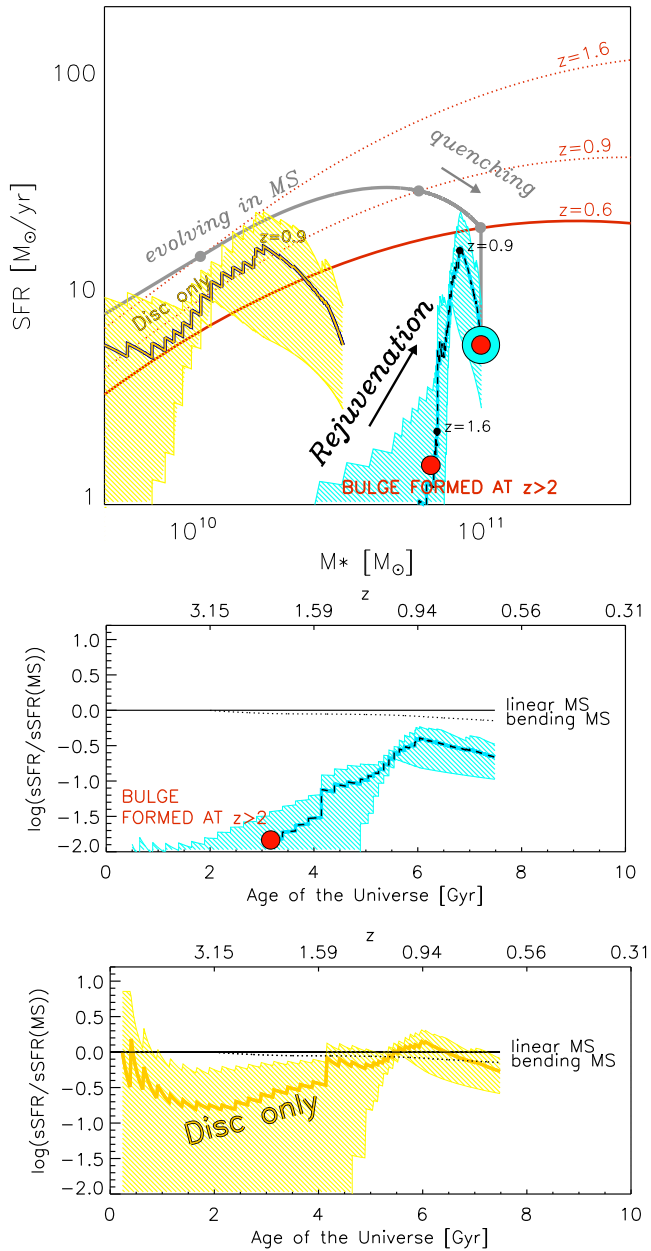 100
10
1
SFR [M☉/yr]
z=1.6
z=0.9
z=0.6
quenching
evolving in MS
z=0.9
Disc only
z=0.9
Rejuvenation
z=1.6
BULGE FORMED AT z>2
10^10
10^11
M* [M☉]
z
3.15 1.59 0.94 0.56 0.31
1.0
0.5
0.0
−0.5
−1.0
−1.5
−2.0
log(sSFR/sSFR(MS))
linear MS
bending MS
BULGE
FORMED AT z>2
0 2 4 6 8 10
Age of the Universe [Gyr]
z
3.15 1.59 0.94 0.56 0.31
1.0
0.5
0.0
−0.5
−1.0
−1.5
−2.0
log(sSFR/sSFR(MS))
linear MS
bending MS
Disc only
0 2 4 6 8 10
Age of the Universe [Gyr]